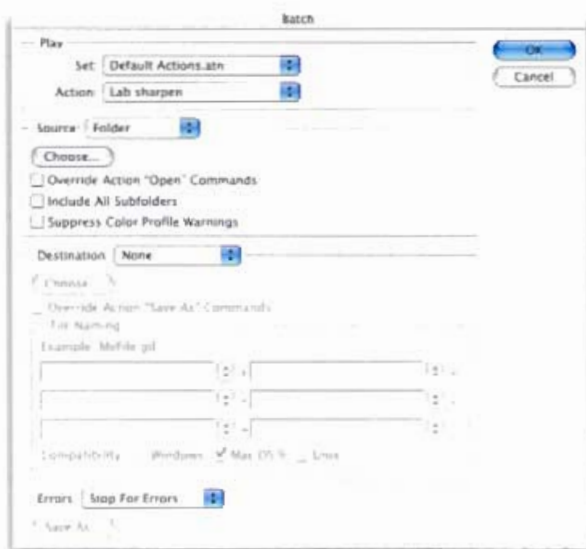 Batch
Play
Set: Default Actions.atn
OK
Action: Lab sharpen
Cancel
Source: Folder
Choose...
Override Action "Open" Commands
Include All Subfolders
Suppress Color Profile Warnings
Destination: None
Choose...
Override Action "Save As" Commands
File Naming
Example: MyFile.gif
+ +
+ +
+
Compatibility: Windows Mac OS 9 Unix
Errors: Stop For Errors
Save As...